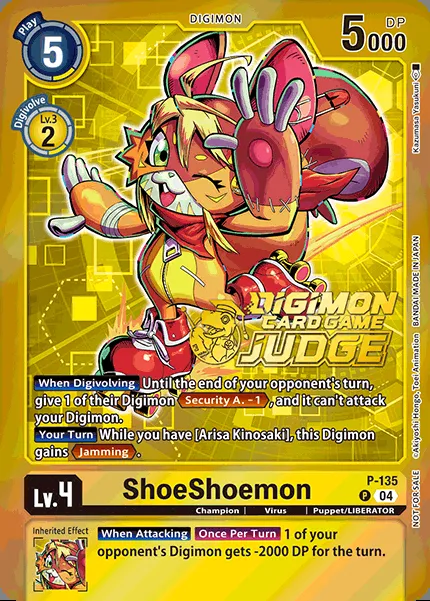 DIGIMON
Play
5
DP
5000
Digivolve
Lv.3
2
Kazumasa Yasukuni
DIGIMON
CARD GAME
JUDGE
When Digivolving Until the end of your opponent's turn,
give 1 of their Digimon Security A. -1 , and it can't attack
your Digimon.
Your Turn While you have [Arisa Kinosaki], this Digimon
gains Jamming .
©Akiyoshi Hongo, Toei Animation BANDAI MADE IN JAPAN
NOT FOR SALE
P-135
Lv.4
ShoeShoemon
P 04
Champion | Virus | Puppet/LIBERATOR
Inherited Effect
When Attacking Once Per Turn 1 of your
opponent's Digimon gets -2000 DP for the turn.